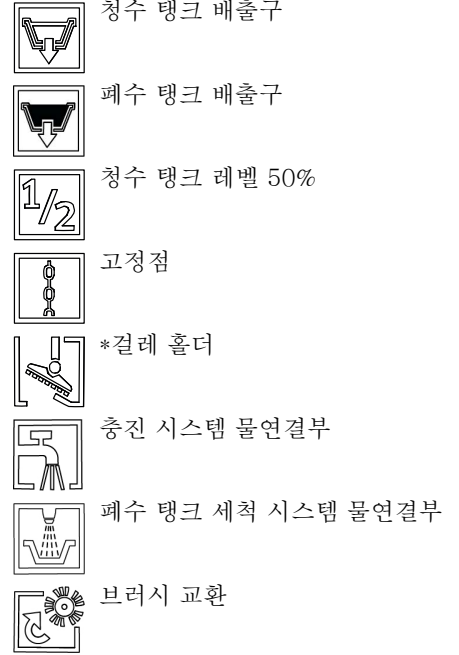 청수 탱크 배출구
폐수 탱크 배출구
청수 탱크 레벨 50%
1/2
고정점
*걸레 홀더
충진 시스템 물연결부
폐수 탱크 세척 시스템 물연결부
브러시 교환